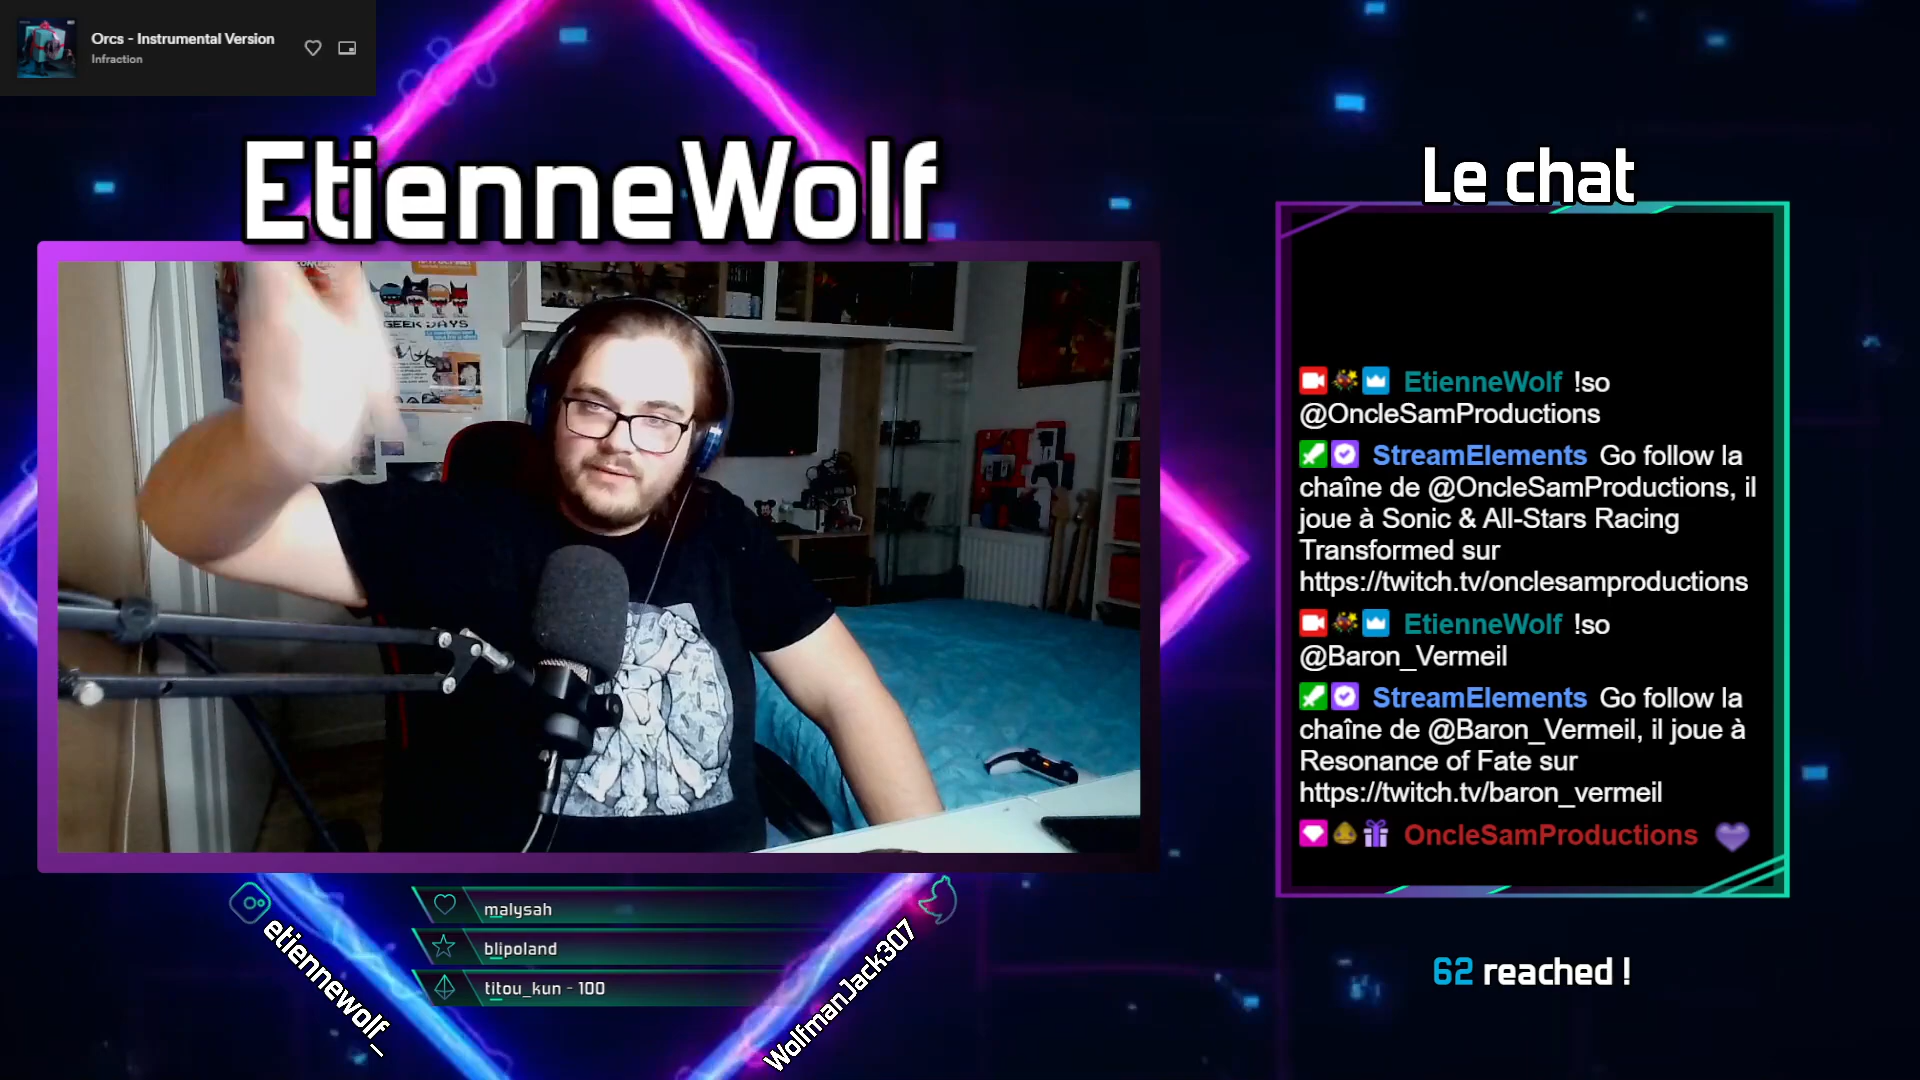 Orcs - Instrumental Version
Infraction
EtienneWolf
GEEK DAYS
Le chat
EtienneWolf !so
@OncleSamProductions
StreamElements Go follow la
chaîne de @OncleSamProductions, il
joue à Sonic & All-Stars Racing
Transformed sur
https://twitch.tv/onclesamproductions
EtienneWolf !so
@Baron_Vermeil
StreamElements Go follow la
chaîne de @Baron_Vermeil, il joue à
Resonance of Fate sur
https://twitch.tv/baron_vermeil
OncleSamProductions
malysah
blipoland
titou_kun - 100
etiennewolf_
WolfmanJack307
62 reached !